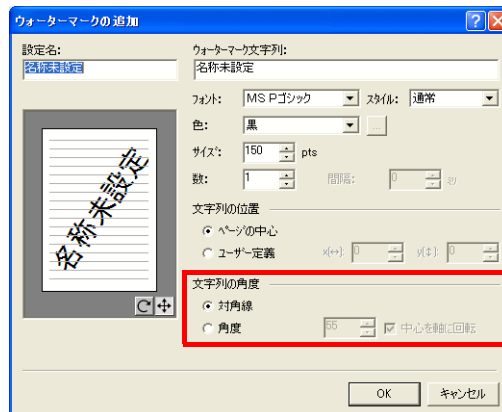 ウォーターマークの追加
設定名:
名称未設定
名称未設定
ウォーターマーク文字列:
名称未設定
フォント: MS Pゴシック スタイル: 通常
色: 黒 ...
サイズ: 150 pts
数: 1 間隔: 0 ミリ
文字列の位置
ページの中心
ユーザー定義 x(↔): 0 y(↕): 0
文字列の角度
対角線
角度 55 中心を軸に回転
OK キャンセル